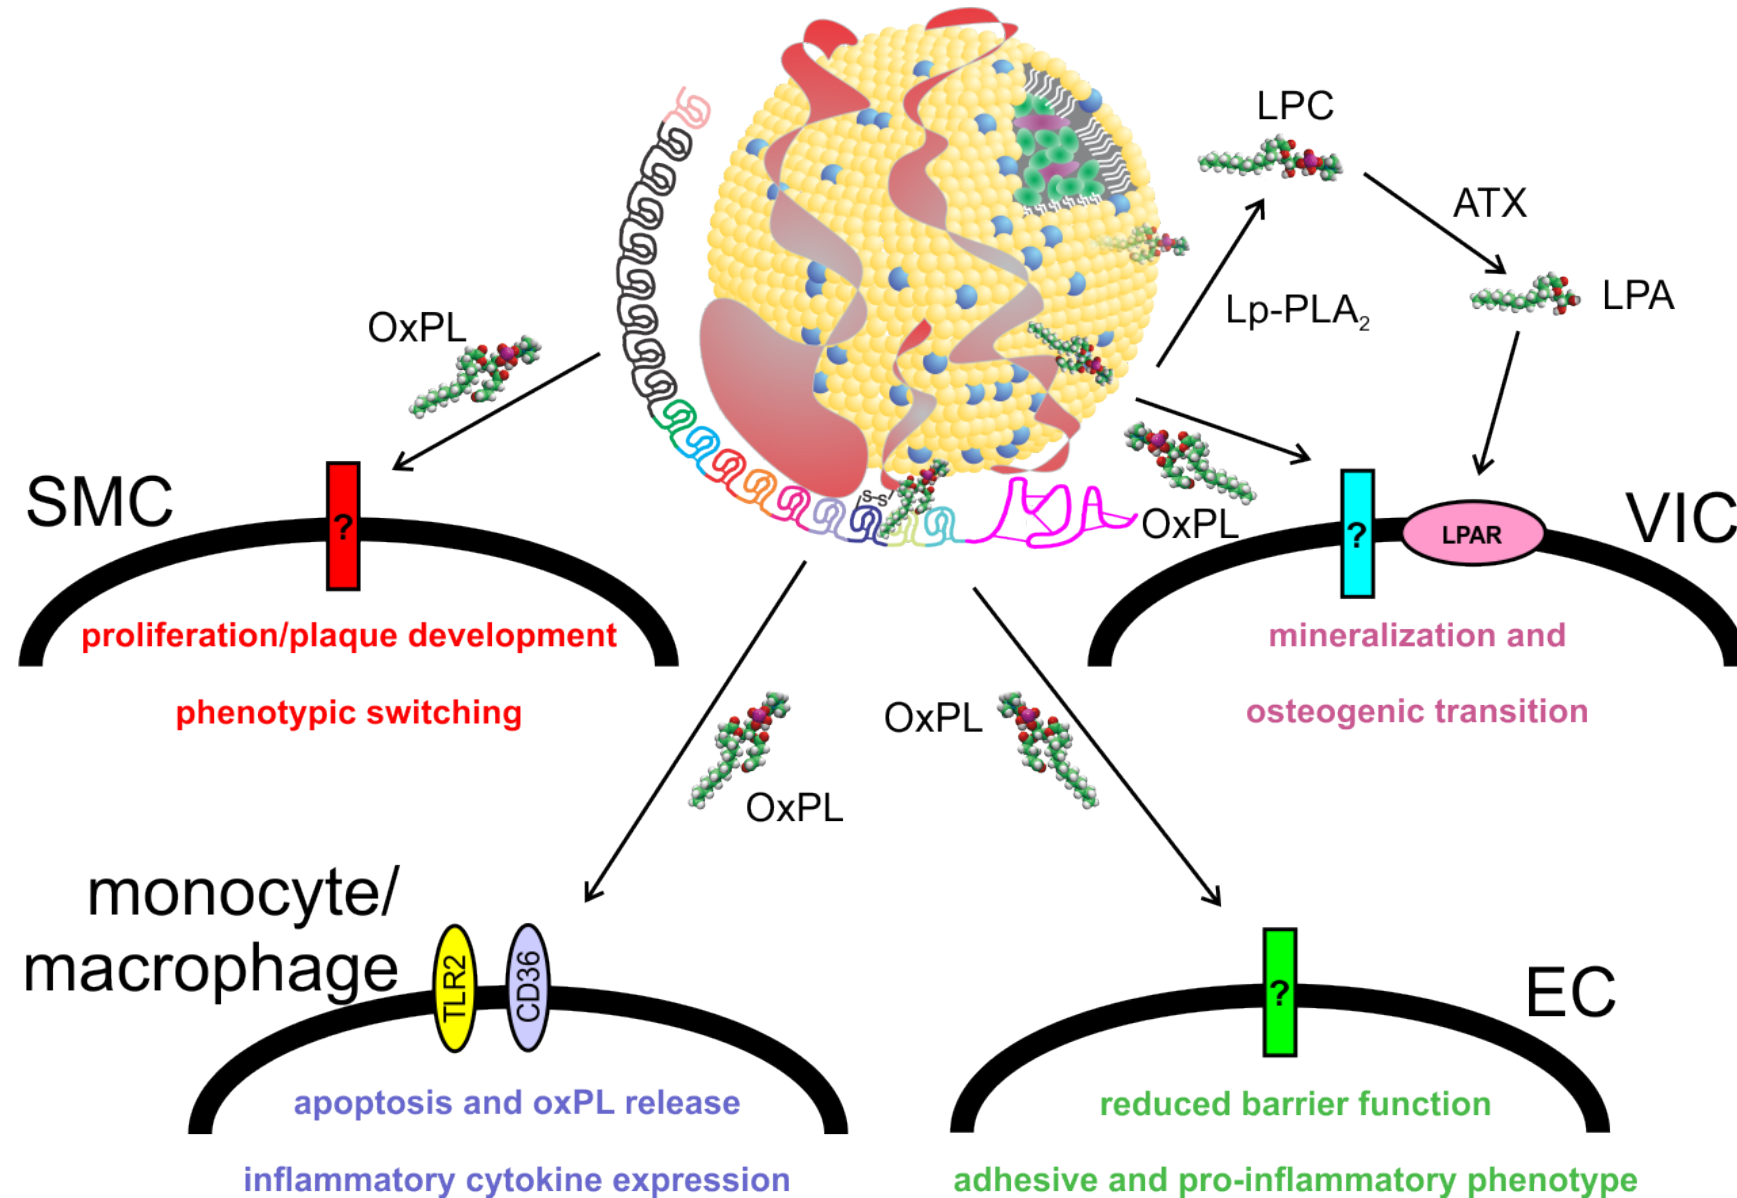 LPC
ATX
LPA
Lp-PLA₂
OxPL
S-S
SMC
?
proliferation/plaque development
phenotypic switching
OxPL
?
LPAR
VIC
mineralization and
osteogenic transition
OxPL
OxPL
monocyte/
macrophage
TLR2
CD36
apoptosis and oxPL release
inflammatory cytokine expression
?
EC
reduced barrier function
adhesive and pro-inflammatory phenotype